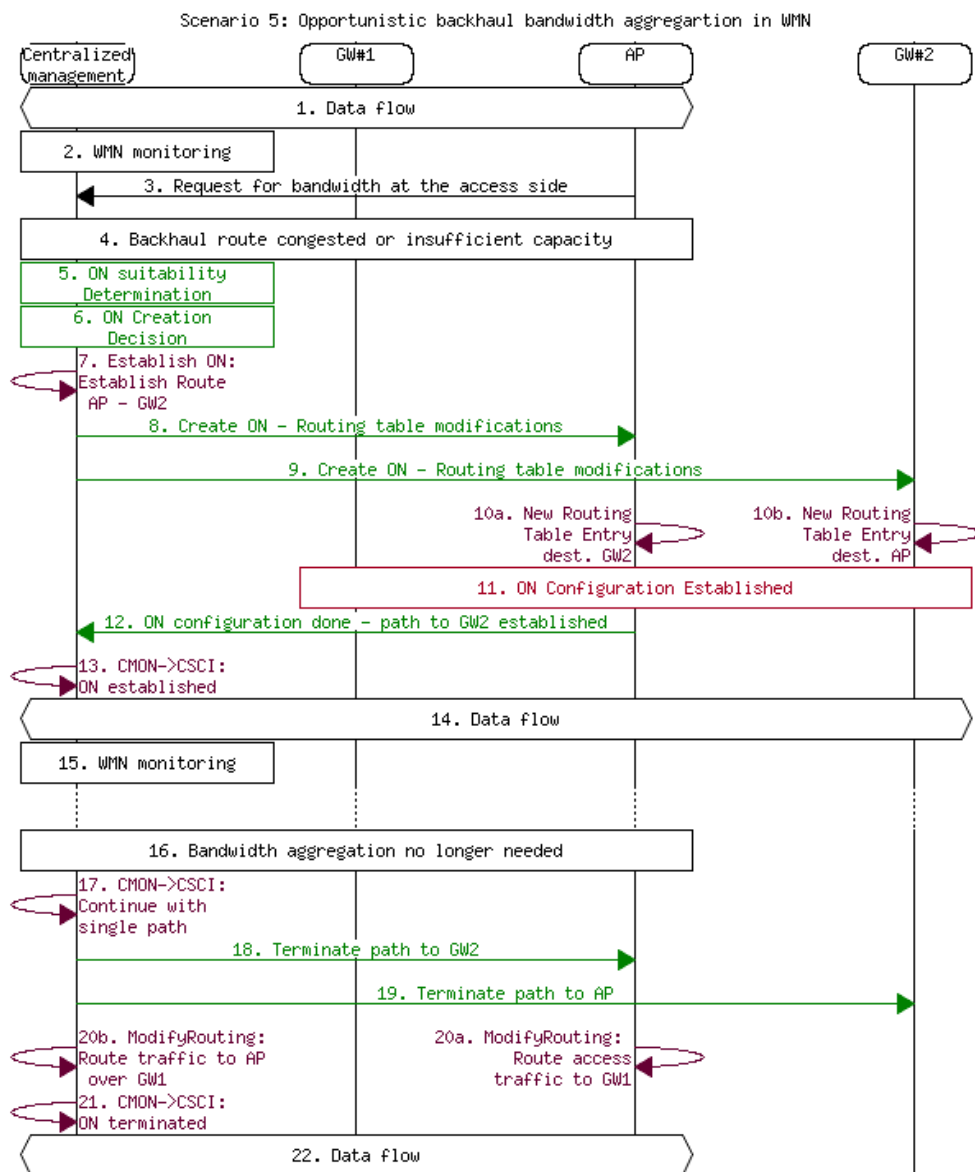 Scenario 5: Opportunistic backhaul bandwidth aggregartion in WMN
Centralized
management
GW#1
AP
GW#2
1. Data flow
2. WMN monitoring
3. Request for bandwidth at the access side
4. Backhaul route congested or insufficient capacity
5. ON suitability
Determination
6. ON Creation
Decision
7. Establish ON:
Establish Route
AP - GW2
8. Create ON - Routing table modifications
9. Create ON - Routing table modifications
10a. New Routing
Table Entry
dest. GW2
10b. New Routing
Table Entry
dest. AP
11. ON Configuration Established
12. ON configuration done - path to GW2 established
13. CMON->CSCI:
ON established
14. Data flow
15. WMN monitoring
16. Bandwidth aggregation no longer needed
17. CMON->CSCI:
Continue with
single path
18. Terminate path to GW2
19. Terminate path to AP
20b. ModifyRouting:
Route traffic to AP
over GW1
20a. ModifyRouting:
Route access
traffic to GW1
21. CMON->CSCI:
ON terminated
22. Data flow